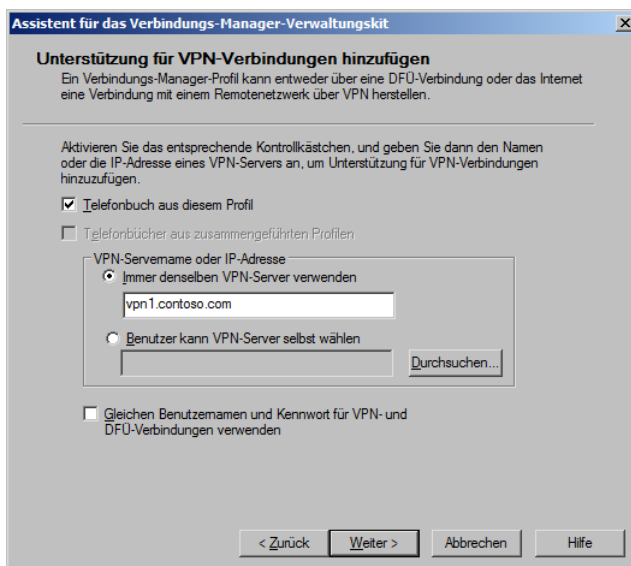 Assistent für das Verbindungs-Manager-Verwaltungskit
Unterstützung für VPN-Verbindungen hinzufügen
Ein Verbindungs-Manager-Profil kann entweder über eine DFÜ-Verbindung oder das Internet
eine Verbindung mit einem Remotenetzwerk über VPN herstellen.
Aktivieren Sie das entsprechende Kontrollkästchen, und geben Sie dann den Namen
oder die IP-Adresse eines VPN-Servers an, um Unterstützung für VPN-Verbindungen
hinzuzufügen.
Telefonbuch aus diesem Profil
Telefonbücher aus zusammengeführten Profilen
VPN-Servername oder IP-Adresse
Immer denselben VPN-Server verwenden
vpn1.contoso.com
Benutzer kann VPN-Server selbst wählen
Durchsuchen...
Gleichen Benutzernamen und Kennwort für VPN- und
DFÜ-Verbindungen verwenden
< Zurück
Weiter >
Abbrechen
Hilfe